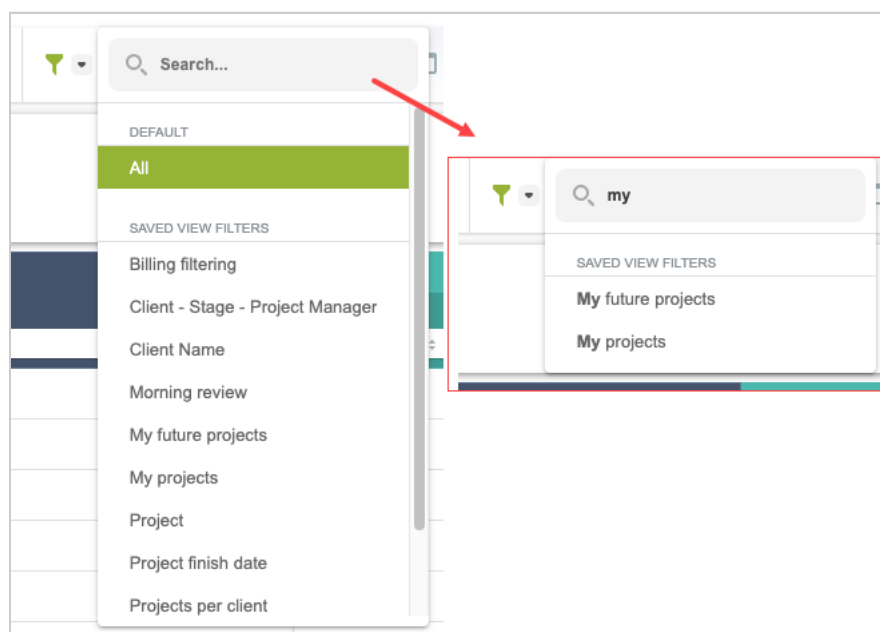 Search...
DEFAULT
All
SAVED VIEW FILTERS
Billing filtering
Client - Stage - Project Manager
Client Name
Morning review
My future projects
My projects
Project
Project finish date
Projects per client
my
SAVED VIEW FILTERS
My future projects
My projects